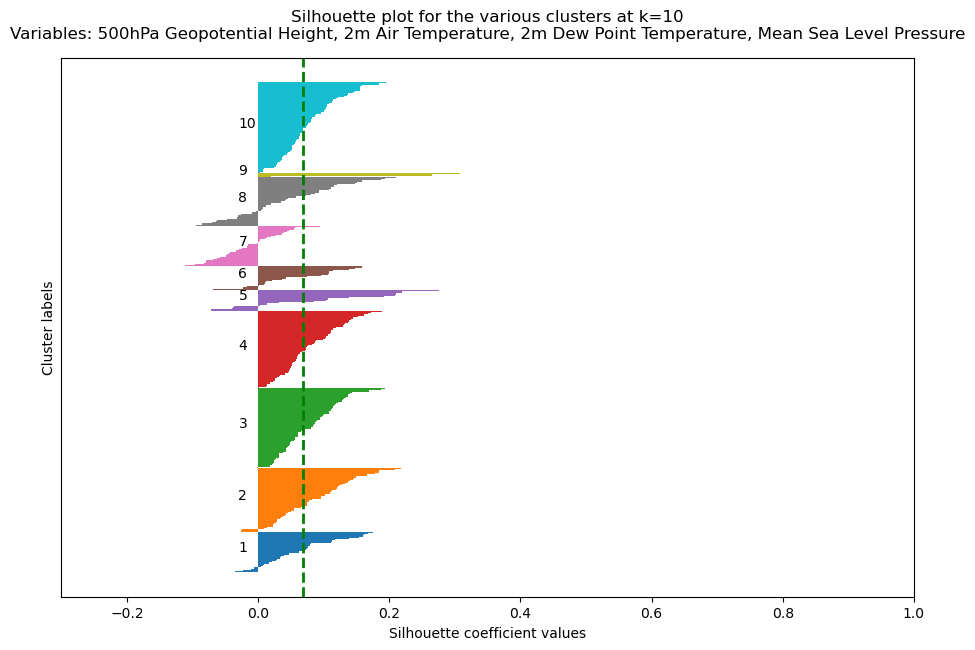 Silhouette plot for the various clusters at k=10
Variables: 500hPa Geopotential Height, 2m Air Temperature, 2m Dew Point Temperature, Mean Sea Level Pressure
Cluster labels
10
9
8
7
6
5
4
3
2
1
−0.2 0.0 0.2 0.4 0.6 0.8 1.0
Silhouette coefficient values